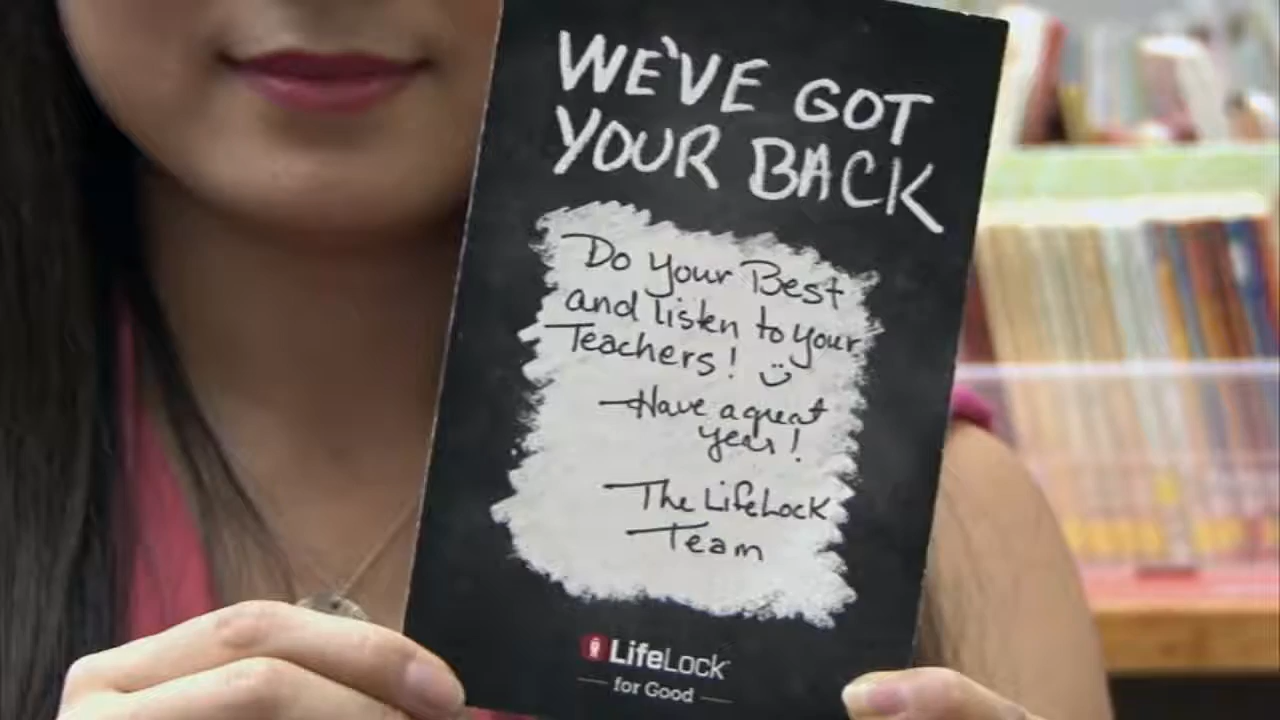 WE'VE GOT
YOUR BACK
Do your Best
and listen to your
Teachers! :)
Have a great
year!
The LifeLock
Team
LifeLock
for Good